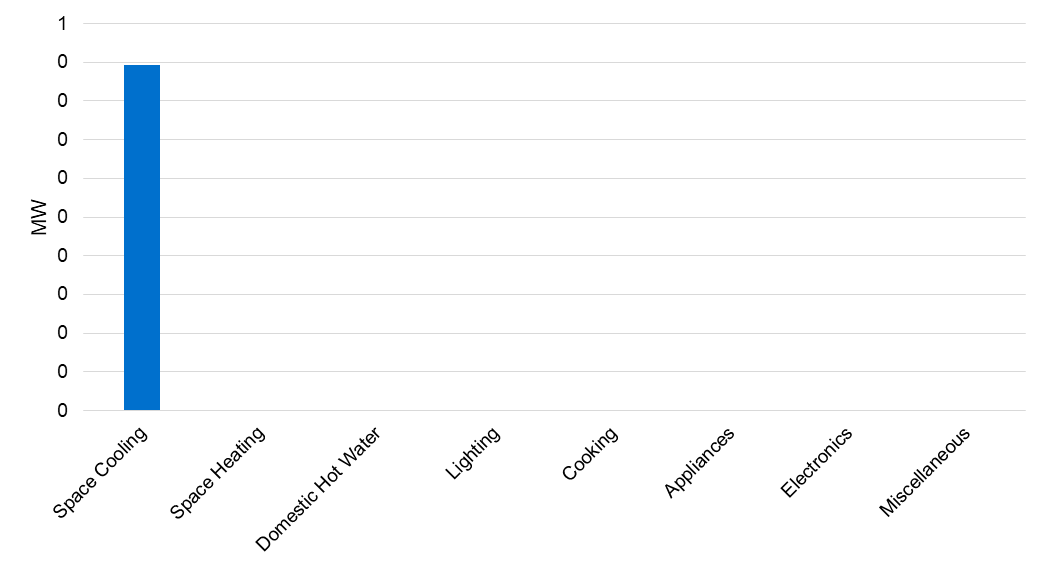 1
0
0
0
0
0
0
0
0
0
0
MW
Space Cooling
Space Heating
Domestic Hot Water
Lighting
Cooking
Appliances
Electronics
Miscellaneous